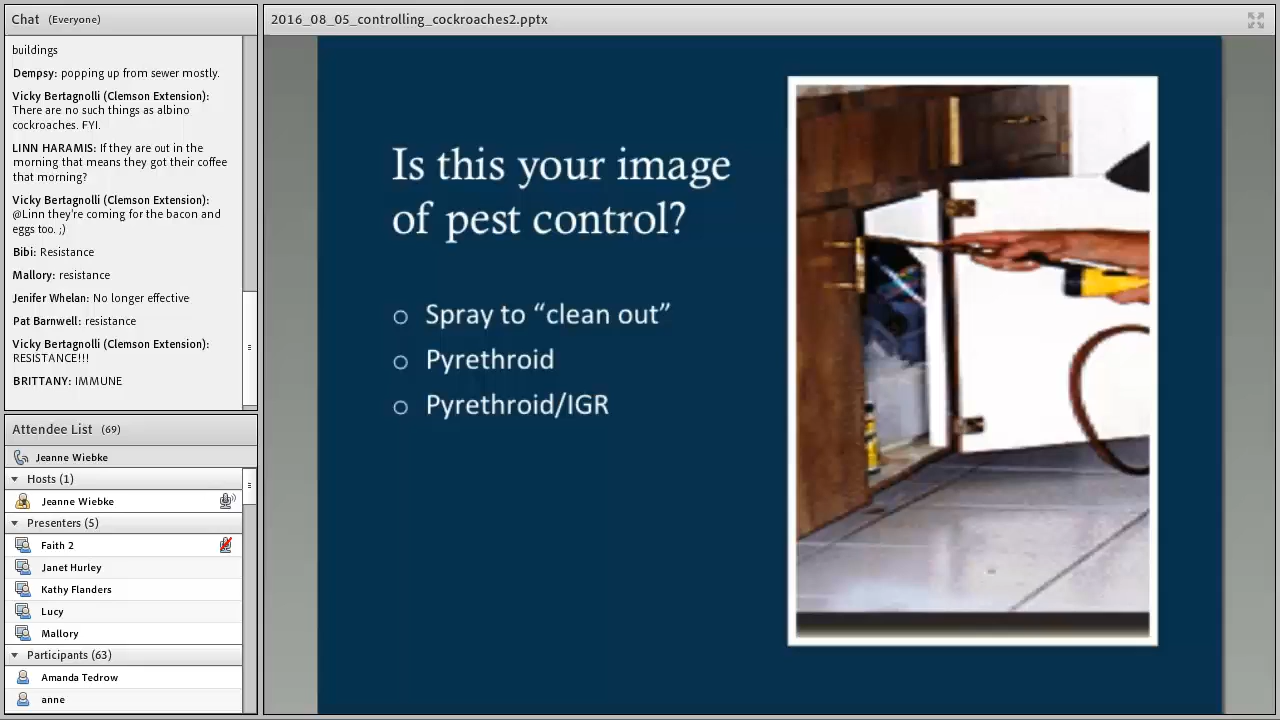 Chat (Everyone)
buildings
Dempsy: popping up from sewer mostly.
Vicky Bertagnolli (Clemson Extension):
There are no such things as albino
cockroaches. FYI.
LINN HARAMIS: If they are out in the
morning that means they got their coffee
that morning?
Vicky Bertagnolli (Clemson Extension):
@Linn they're coming for the bacon and
eggs too. ;)
Bibi: Resistance
Mallory: resistance
Jenifer Whelan: No longer effective
Pat Barnwell: resistance
Vicky Bertagnolli (Clemson Extension):
RESISTANCE!!!
BRITTANY: IMMUNE
Attendee List (69)
Jeanne Wiebke
Hosts (1)
Jeanne Wiebke
Presenters (5)
Faith 2
Janet Hurley
Kathy Flanders
Lucy
Mallory
Participants (63)
Amanda Tedrow
anne
2016_08_05_controlling_cockroaches2.pptx
Is this your image
of pest control?
Spray to “clean out”
Pyrethroid
Pyrethroid/IGR